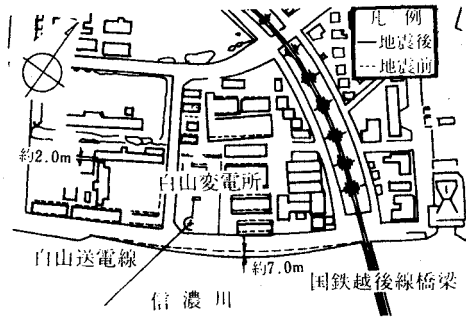 凡例
地震後
地震前
約2.0m
白山変電所
白山送電線
約7.0m
国鉄越後線橋梁
信濃川